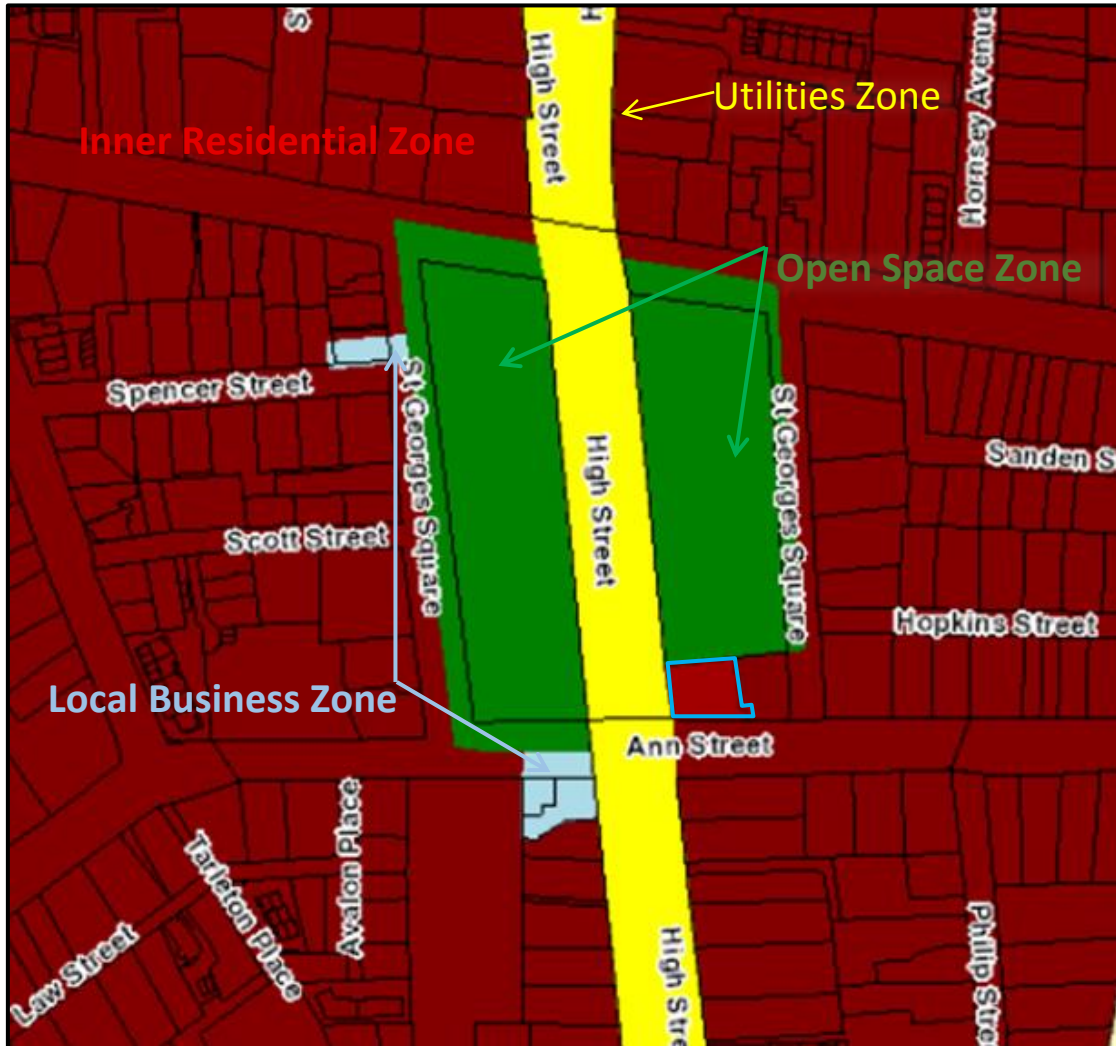 S
H
High Street
Utilities Zone
Hornsey Avenue
Inner Residential Zone
Open Space Zone
Spencer Street
St Georges Square
High Street
St Georges Square
Sanden S
Scott Street
Hopkins Street
Local Business Zone
Ann Street
Avalon Place
Tarleton Place
Law Street
High Stre
Philip Stre